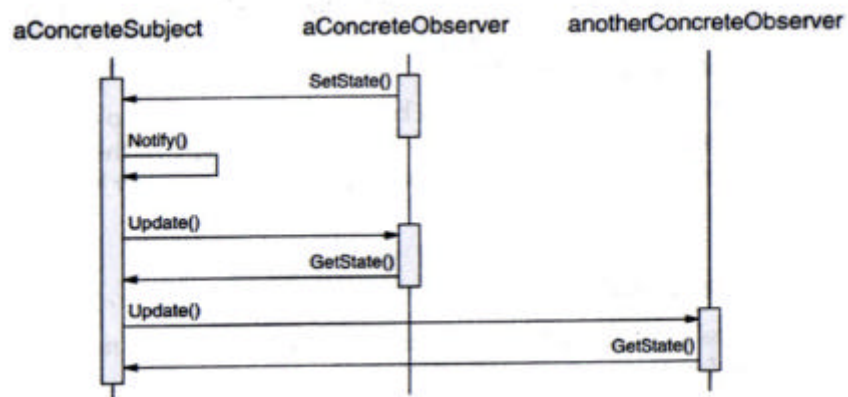 aConcreteSubject
aConcreteObserver
anotherConcreteObserver
SetState()
Notify()
Update()
GetState()
Update()
GetState()